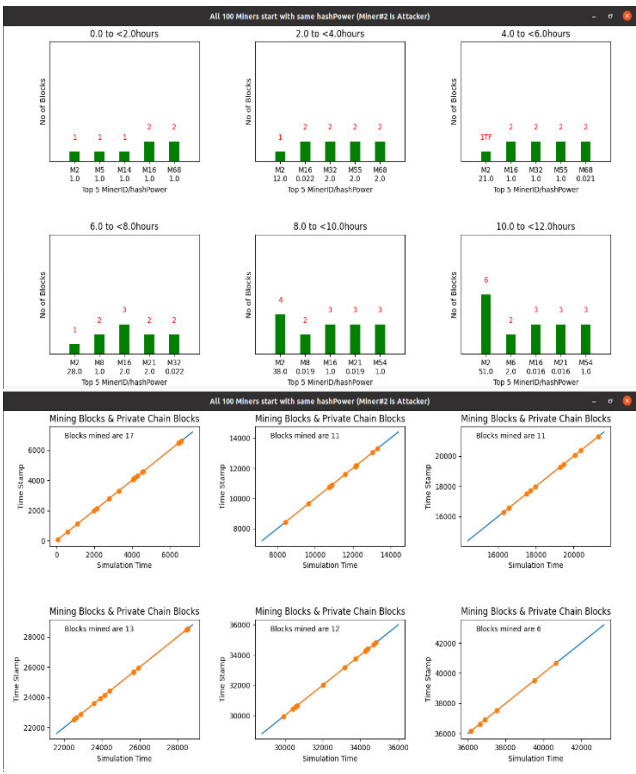 All 100 Miners start with same hashPower (Miner#2 is Attacker)
0.0 to <2.0hours
No of Blocks
1 1 1 2 2
M2 M5 M14 M16 M68
1.0 1.0 1.0 1.0 1.0
Top 5 MinerID/hashPower
2.0 to <4.0hours
No of Blocks
1 2 2 2 2
M2 M16 M32 M55 M68
12.0 0.022 2.0 2.0 2.0
Top 5 MinerID/hashPower
4.0 to <6.0hours
No of Blocks
1TF 2 2 2 2
M2 M16 M32 M55 M68
21.0 1.0 1.0 1.0 0.021
Top 5 MinerID/hashPower
6.0 to <8.0hours
No of Blocks
1 2 3 2 2
M2 M8 M16 M21 M32
28.0 1.0 2.0 2.0 0.022
Top 5 MinerID/hashPower
8.0 to <10.0hours
No of Blocks
4 2 3 3 3
M2 M8 M16 M21 M54
38.0 0.019 1.0 0.019 1.0
Top 5 MinerID/hashPower
10.0 to <12.0hours
No of Blocks
6 2 3 3 3
M2 M6 M16 M21 M54
51.0 2.0 0.016 0.016 1.0
Top 5 MinerID/hashPower
All 100 Miners start with same hashPower (Miner#2 is Attacker)
Mining Blocks & Private Chain Blocks
Blocks mined are 17
Time Stamp
6000
4000
2000
0
0 2000 4000 6000
Simulation Time
Mining Blocks & Private Chain Blocks
Blocks mined are 11
Time Stamp
14000
12000
10000
8000
8000 10000 12000 14000
Simulation Time
Mining Blocks & Private Chain Blocks
Blocks mined are 11
Time Stamp
20000
18000
16000
16000 18000 20000
Simulation Time
Mining Blocks & Private Chain Blocks
Blocks mined are 13
Time Stamp
28000
26000
24000
22000
22000 24000 26000 28000
Simulation Time
Mining Blocks & Private Chain Blocks
Blocks mined are 12
Time Stamp
36000
34000
32000
30000
30000 32000 34000 36000
Simulation Time
Mining Blocks & Private Chain Blocks
Blocks mined are 6
Time Stamp
42000
40000
38000
36000
36000 38000 40000 42000
Simulation Time